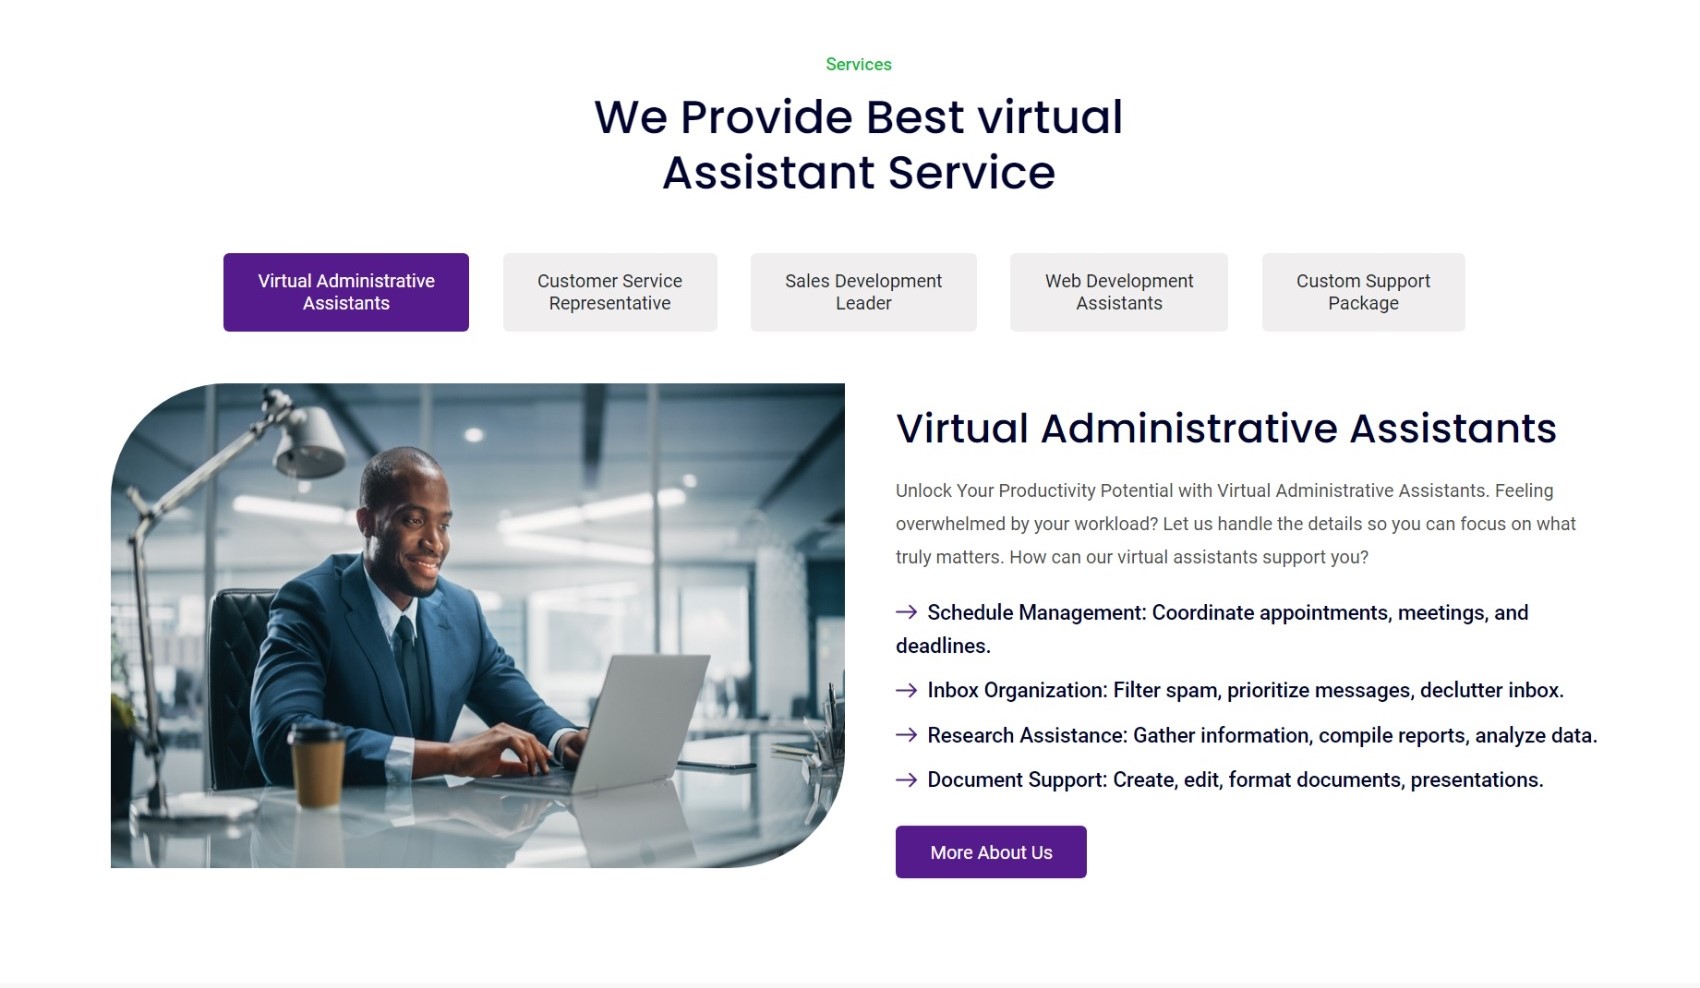 Services
We Provide Best virtual
Assistant Service
Virtual Administrative
Assistants
Customer Service
Representative
Sales Development
Leader
Web Development
Assistants
Custom Support
Package
Virtual Administrative Assistants
Unlock Your Productivity Potential with Virtual Administrative Assistants. Feeling
overwhelmed by your workload? Let us handle the details so you can focus on what
truly matters. How can our virtual assistants support you?
→ Schedule Management: Coordinate appointments, meetings, and
deadlines.
→ Inbox Organization: Filter spam, prioritize messages, declutter inbox.
→ Research Assistance: Gather information, compile reports, analyze data.
→ Document Support: Create, edit, format documents, presentations.
More About Us